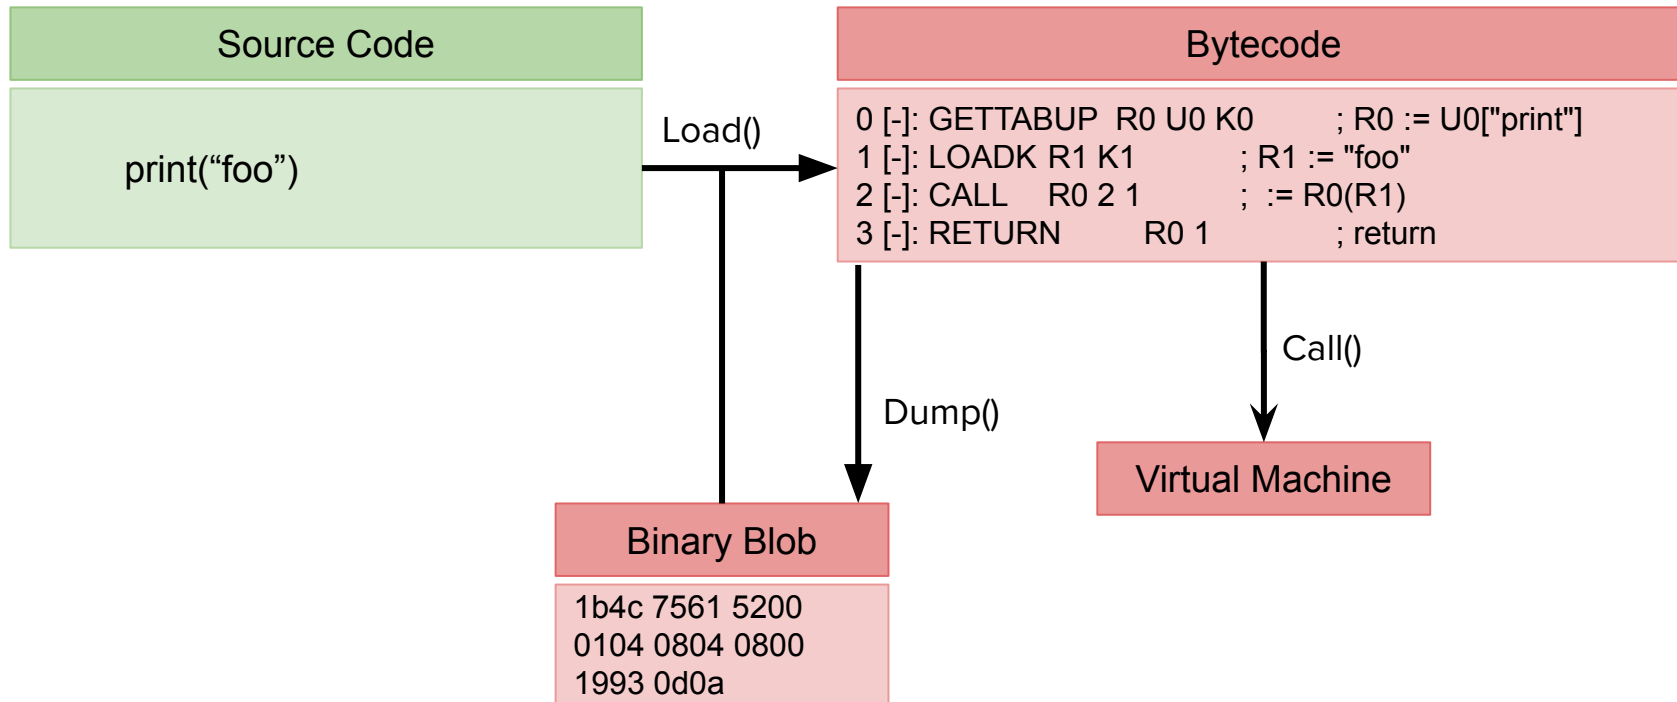 Source Code
print(“foo”)
Load()
Bytecode
0 [-]: GETTABUP R0 U0 K0 ; R0 := U0["print"]
1 [-]: LOADK R1 K1 ; R1 := "foo"
2 [-]: CALL R0 2 1 ; := R0(R1)
3 [-]: RETURN R0 1 ; return
Call()
Dump()
Virtual Machine
Binary Blob
1b4c 7561 5200
0104 0804 0800
1993 0d0a